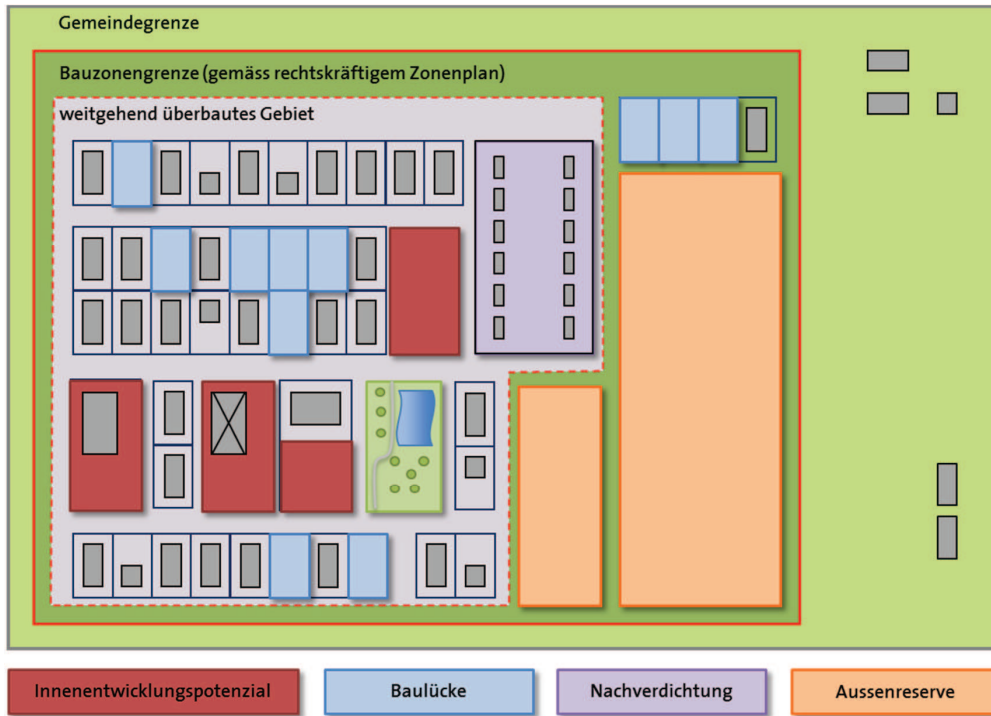 Gemeindegrenze
Bauzonengrenze (gemäss rechtskräftigem Zonenplan)
weitgehend überbautes Gebiet
Innenentwicklungspotenzial
Baulücke
Nachverdichtung
Aussenreserve